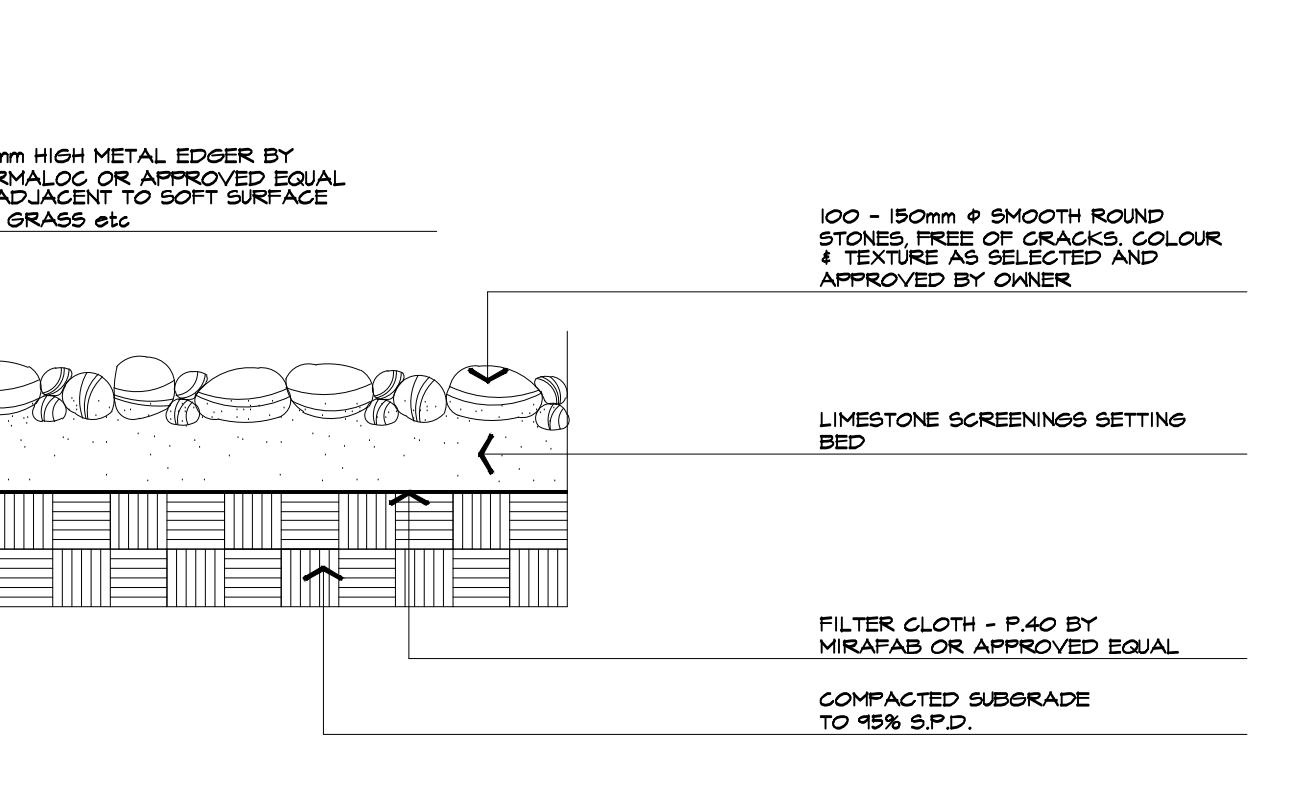 mm HIGH METAL EDGER BY
RMALOC OR APPROVED EQUAL
ADJACENT TO SOFT SURFACE
GRASS etc
100 - 150mm Φ SMOOTH ROUND
STONES, FREE OF CRACKS. COLOUR
& TEXTURE AS SELECTED AND
APPROVED BY OWNER
LIMESTONE SCREENINGS SETTING
BED
FILTER CLOTH - P.40 BY
MIRAFAB OR APPROVED EQUAL
COMPACTED SUBGRADE
TO 95% S.P.D.